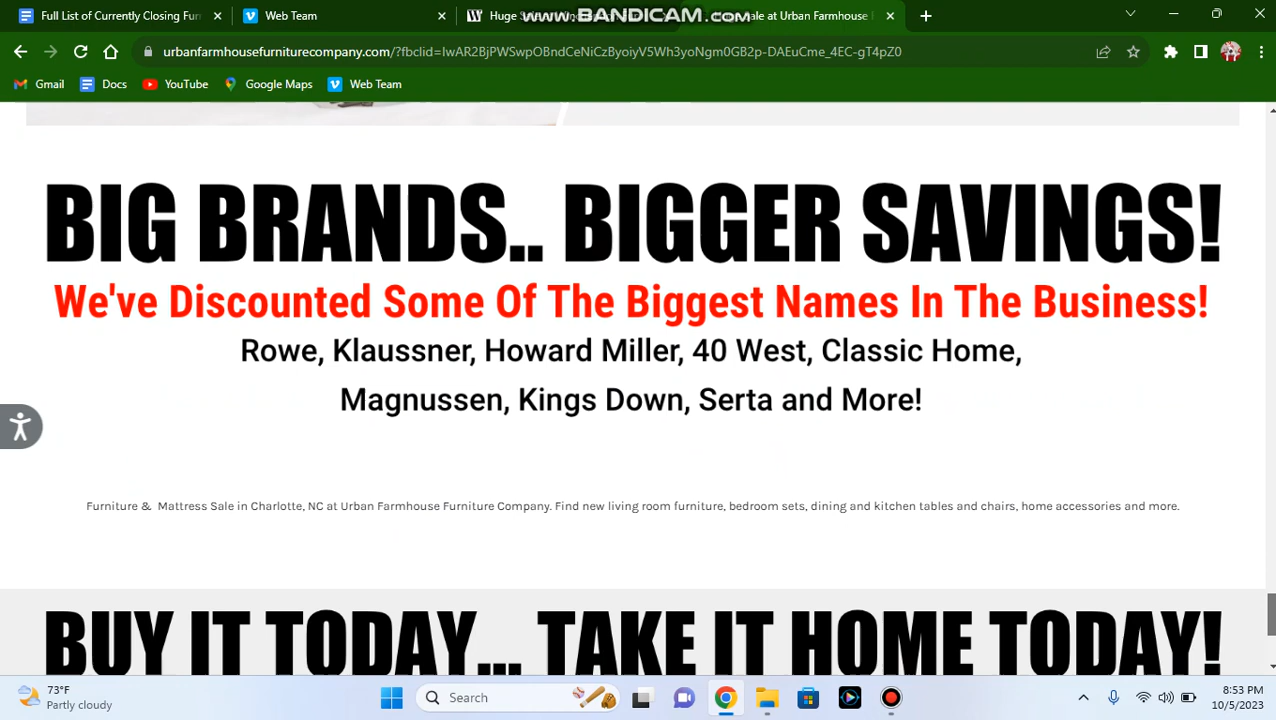 Full List of Currently Closing Fur
Web Team
Huge
ale at Urban Farmhouse
www.BANDICAM.com
urbanfarmhousefurniturecompany.com/?fbclid=IwAR2BjPWSwpOBndCeNiCzByoiyV5Wh3yoNgm0GB2p-DAEuCme_4EC-gT4pZ0
Gmail
Docs
YouTube
Google Maps
Web Team
BIG BRANDS.. BIGGER SAVINGS!
We've Discounted Some Of The Biggest Names In The Business!
Rowe, Klaussner, Howard Miller, 40 West, Classic Home,
Magnussen, Kings Down, Serta and More!
Furniture & Mattress Sale in Charlotte, NC at Urban Farmhouse Furniture Company. Find new living room furniture, bedroom sets, dining and kitchen tables and chairs, home accessories and more.
BUY IT TODAY... TAKE IT HOME TODAY!
73°F
Partly cloudy
Search
8:53 PM
10/5/2023